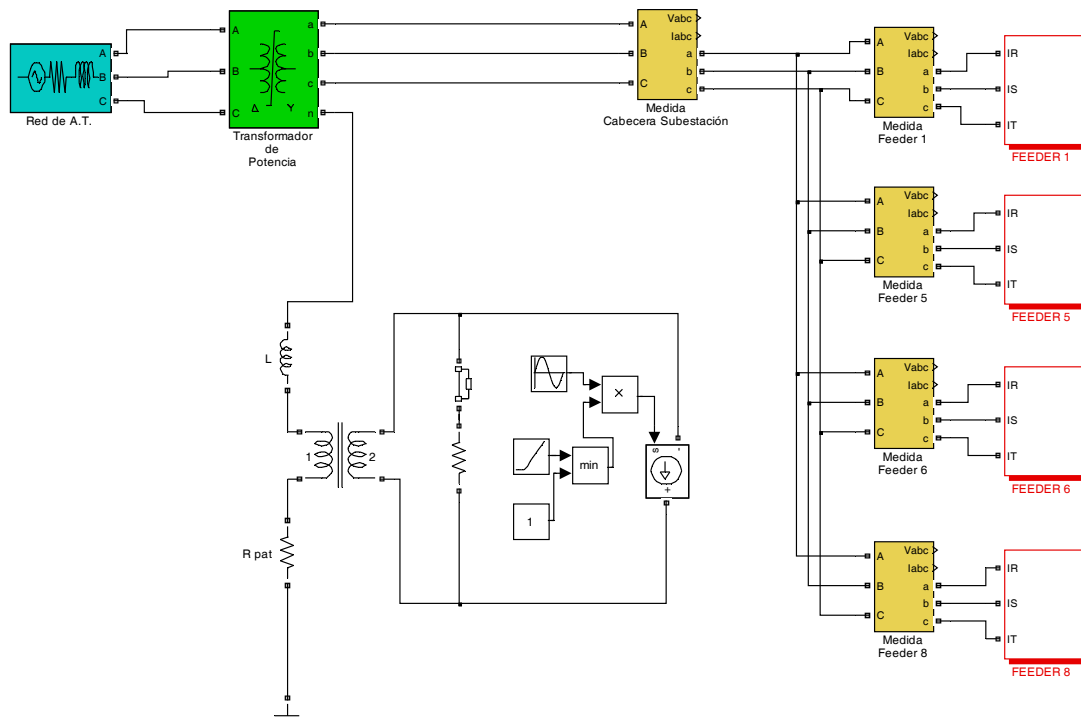 A
B
C
Red de A.T.
A
B
C
a
b
c
n
Δ Y
Transformador
de
Potencia
A
B
C
Vabc
Iabc
a
b
c
Medida
Cabecera Subestación
A
B
C
Vabc
Iabc
a
b
c
Medida
Feeder 1
IR
IS
IT
FEEDER 1
A
B
C
Vabc
Iabc
a
b
c
Medida
Feeder 5
IR
IS
IT
FEEDER 5
A
B
C
Vabc
Iabc
a
b
c
Medida
Feeder 6
IR
IS
IT
FEEDER 6
A
B
C
Vabc
Iabc
a
b
c
Medida
Feeder 8
IR
IS
IT
FEEDER 8
L
1 2
R pat
×
min
1
s -
+